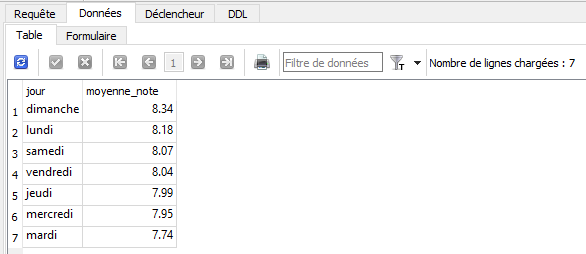 Requête Données Déclencheur DDL
Table Formulaire
1 Filtre de données T Nombre de lignes chargées : 7
jour moyenne_note
1 dimanche 8.34
2 lundi 8.18
3 samedi 8.07
4 vendredi 8.04
5 jeudi 7.99
6 mercredi 7.95
7 mardi 7.74